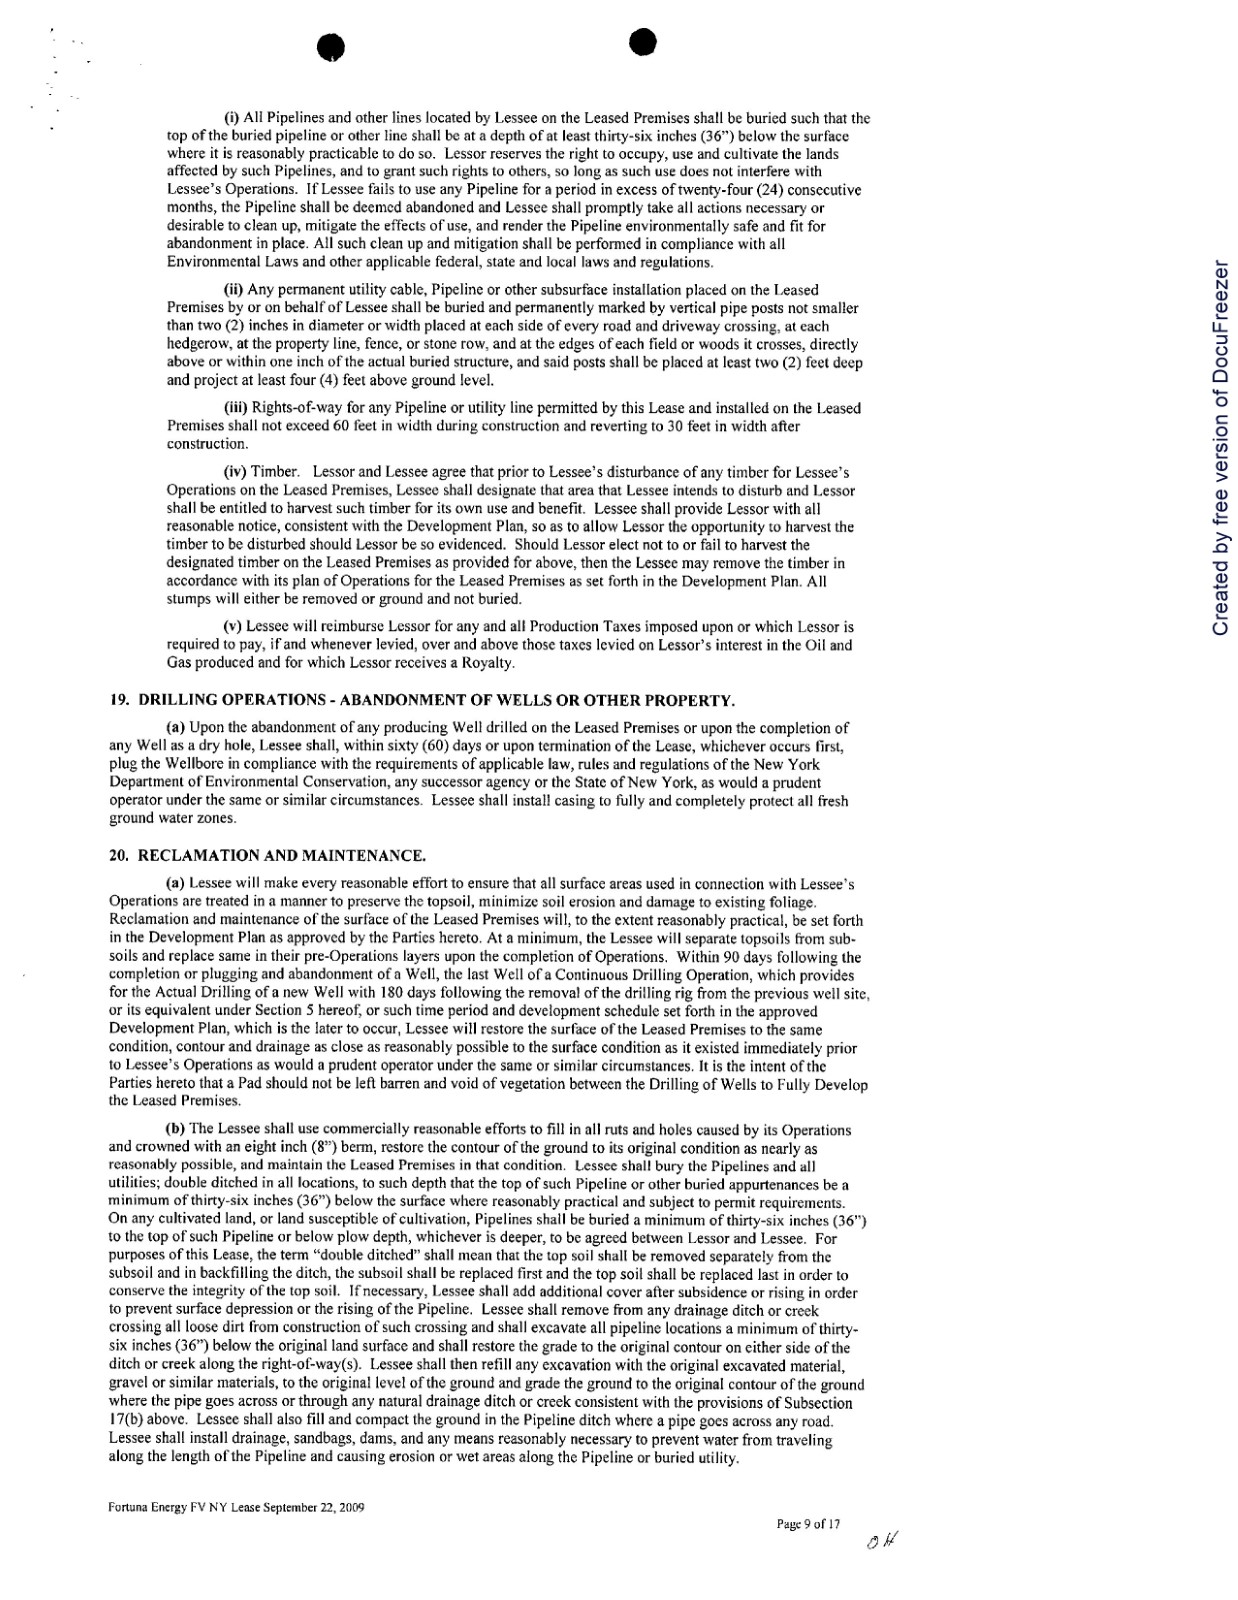 (i) All Pipelines and other lines located by Lessee on the Leased Premises shall be buried such that the
top of the buried pipeline or other line shall be at a depth of at least thirty-six inches (36”) below the surface
where it is reasonably practicable to do so. Lessor reserves the right to occupy, use and cultivate the lands
affected by such Pipelines, and to grant such rights to others, so long as such use does not interfere with
Lessee’s Operations. If Lessee fails to use any Pipeline for a period in excess of twenty-four (24) consecutive
months, the Pipeline shall be deemed abandoned and Lessee shall promptly take all actions necessary or
desirable to clean up, mitigate the effects of use, and render the Pipeline environmentally safe and fit for
abandonment in place. All such clean up and mitigation shall be performed in compliance with all
Environmental Laws and other applicable federal, state and local laws and regulations.
(ii) Any permanent utility cable, Pipeline or other subsurface installation placed on the Leased
Premises by or on behalf of Lessee shall be buried and permanently marked by vertical pipe posts not smaller
than two (2) inches in diameter or width placed at each side of every road and driveway crossing, at each
hedgerow, at the property line, fence, or stone row, and at the edges of each field or woods it crosses, directly
above or within one inch of the actual buried structure, and said posts shall be placed at least two (2) feet deep
and project at least four (4) feet above ground level.
(iii) Rights-of-way for any Pipeline or utility line permitted by this Lease and installed on the Leased
Premises shall not exceed 60 feet in width during construction and reverting to 30 feet in width after
construction.
(iv) Timber. Lessor and Lessee agree that prior to Lessee’s disturbance of any timber for Lessee’s
Operations on the Leased Premises, Lessee shall designate that area that Lessee intends to disturb and Lessor
shall be entitled to harvest such timber for its own use and benefit. Lessee shall provide Lessor with all
reasonable notice, consistent with the Development Plan, so as to allow Lessor the opportunity to harvest the
timber to be disturbed should Lessor be so evidenced. Should Lessor elect not to or fail to harvest the
designated timber on the Leased Premises as provided for above, then the Lessee may remove the timber in
accordance with its plan of Operations for the Leased Premises as set forth in the Development Plan. All
stumps will either be removed or ground and not buried.
(v) Lessee will reimburse Lessor for any and all Production Taxes imposed upon or which Lessor is
required to pay, if and whenever levied, over and above those taxes levied on Lessor’s interest in the Oil and
Gas produced and for which Lessor receives a Royalty.
19. DRILLING OPERATIONS - ABANDONMENT OF WELLS OR OTHER PROPERTY.
(a) Upon the abandonment of any producing Well drilled on the Leased Premises or upon the completion of
any Well as a dry hole, Lessee shall, within sixty (60) days or upon termination of the Lease, whichever occurs first,
plug the Wellbore in compliance with the requirements of applicable law, rules and regulations of the New York
Department of Environmental Conservation, any successor agency or the State of New York, as would a prudent
operator under the same or similar circumstances. Lessee shall install casing to fully and completely protect all fresh
ground water zones.
20. RECLAMATION AND MAINTENANCE.
(a) Lessee will make every reasonable effort to ensure that all surface areas used in connection with Lessee’s
Operations are treated in a manner to preserve the topsoil, minimize soil erosion and damage to existing foliage.
Reclamation and maintenance of the surface of the Leased Premises will, to the extent reasonably practical, be set forth
in the Development Plan as approved by the Parties hereto. At a minimum, the Lessee will separate topsoils from sub-
soils and replace same in their pre-Operations layers upon the completion of Operations. Within 90 days following the
completion or plugging and abandonment of a Well, the last Well of a Continuous Drilling Operation, which provides
for the Actual Drilling of a new Well with 180 days following the removal of the drilling rig from the previous well site,
or its equivalent under Section 5 hereof, or such time period and development schedule set forth in the approved
Development Plan, which is the later to occur, Lessee will restore the surface of the Leased Premises to the same
condition, contour and drainage as close as reasonably possible to the surface condition as it existed immediately prior
to Lessee’s Operations as would a prudent operator under the same or similar circumstances. It is the intent of the
Parties hereto that a Pad should not be left barren and void of vegetation between the Drilling of Wells to Fully Develop
the Leased Premises.
(b) The Lessee shall use commercially reasonable efforts to fill in all ruts and holes caused by its Operations
and crowned with an eight inch (8”) berm, restore the contour of the ground to its original condition as nearly as
reasonably possible, and maintain the Leased Premises in that condition. Lessee shall bury the Pipelines and all
utilities; double ditched in all locations, to such depth that the top of such Pipeline or other buried appurtenances be a
minimum of thirty-six inches (36”) below the surface where reasonably practical and subject to permit requirements.
On any cultivated land, or land susceptible of cultivation, Pipelines shall be buried a minimum of thirty-six inches (36”)
to the top of such Pipeline or below plow depth, whichever is deeper, to be agreed between Lessor and Lessee. For
purposes of this Lease, the term “double ditched” shall mean that the top soil shall be removed separately from the
subsoil and in backfilling the ditch, the subsoil shall be replaced first and the top soil shall be replaced last in order to
conserve the integrity of the top soil. If necessary, Lessee shall add additional cover after subsidence or rising in order
to prevent surface depression or the rising of the Pipeline. Lessee shall remove from any drainage ditch or creek
crossing all loose dirt from construction of such crossing and shall excavate all pipeline locations a minimum of thirty-
six inches (36”) below the original land surface and shall restore the grade to the original contour on either side of the
ditch or creek along the right-of-way(s). Lessee shall then refill any excavation with the original excavated material,
gravel or similar materials, to the original level of the ground and grade the ground to the original contour of the ground
where the pipe goes across or through any natural drainage ditch or creek consistent with the provisions of Subsection
17(b) above. Lessee shall also fill and compact the ground in the Pipeline ditch where a pipe goes across any road.
Lessee shall install drainage, sandbags, dams, and any means reasonably necessary to prevent water from traveling
along the length of the Pipeline and causing erosion or wet areas along the Pipeline or buried utility.
Fortuna Energy FV NY Lease September 22, 2009
Page 9 of 17
OH
Created by free version of DocuFreezer